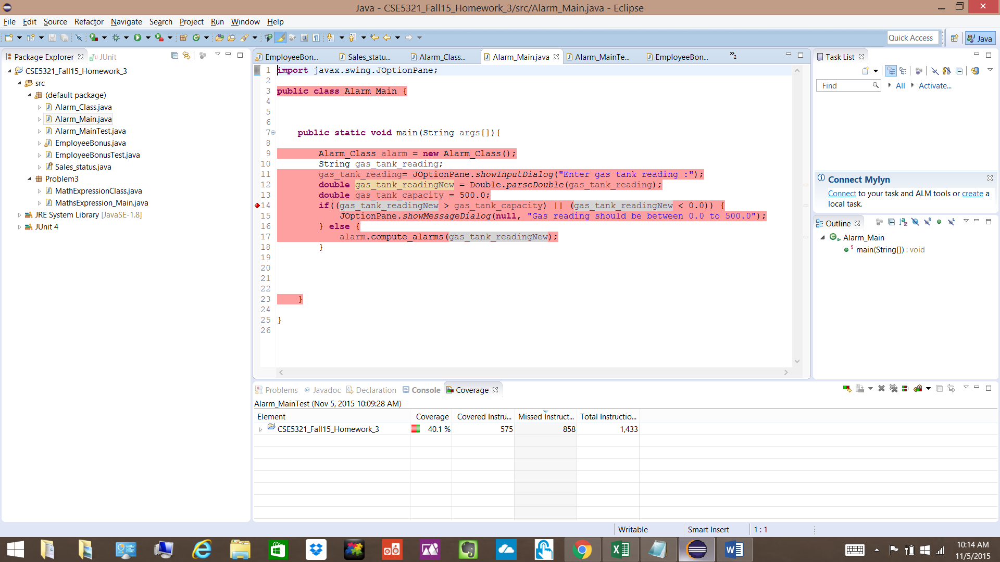 Java - CSE5321_Fall15_Homework_3/src/Alarm_Main.java - Eclipse
File Edit Source Refactor Navigate Search Project Run Window Help
Quick Access Java
Package Explorer JUnit
CSE5321_Fall15_Homework_3
src
(default package)
Alarm_Class.java
Alarm_Main.java
Alarm_MainTest.java
EmployeeBonus.java
EmployeeBonusTest.java
Sales_status.java
Problem3
MathExpressionClass.java
MathsExpression_Main.java
JRE System Library [JavaSE-1.8]
JUnit 4
EmployeeBon... Sales_statu... Alarm_Class... Alarm_Main.java Alarm_MainTe... EmployeeBon... »2
1 import javax.swing.JOptionPane;
2
3 public class Alarm_Main {
4
5
6
7 public static void main(String args[]){
8
9 Alarm_Class alarm = new Alarm_Class();
10 String gas_tank_reading;
11 gas_tank_reading= JOptionPane.showInputDialog("Enter gas tank reading :");
12 double gas_tank_readingNew = Double.parseDouble(gas_tank_reading);
13 double gas_tank_capacity = 500.0;
14 if((gas_tank_readingNew > gas_tank_capacity) || (gas_tank_readingNew < 0.0)) {
15 JOptionPane.showMessageDialog(null, "Gas reading should be between 0.0 to 500.0");
16 } else {
17 alarm.compute_alarms(gas_tank_readingNew);
18 }
19
20
21
22
23 }
24
25 }
26
Task List
Find All Activate...
Connect Mylyn
Connect to your task and ALM tools or create a
local task.
Outline
Alarm_Main
main(String[]) : void
Problems Javadoc Declaration Console Coverage
Alarm_MainTest (Nov 5, 2015 10:09:28 AM)
Element Coverage Covered Instru... Missed Instruct... Total Instructio...
CSE5321_Fall15_Homework_3 40.1 % 575 858 1,433
Writable Smart Insert 1 : 1
10:14 AM
11/5/2015